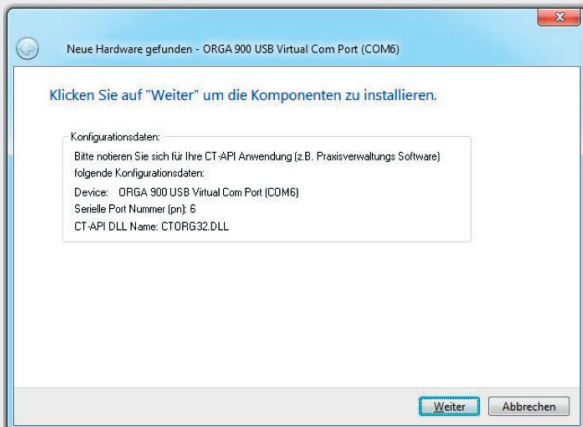 Neue Hardware gefunden - ORGA 900 USB Virtual Com Port (COM6)
Klicken Sie auf "Weiter" um die Komponenten zu installieren.
Konfigurationsdaten:
Bitte notieren Sie sich für Ihre CT-API Anwendung (z.B. Praxisverwaltungs Software)
folgende Konfigurationsdaten:
Device: ORGA 900 USB Virtual Com Port (COM6)
Serielle Port Nummer (pn): 6
CT-API DLL Name: CTORG32.DLL
Weiter Abbrechen